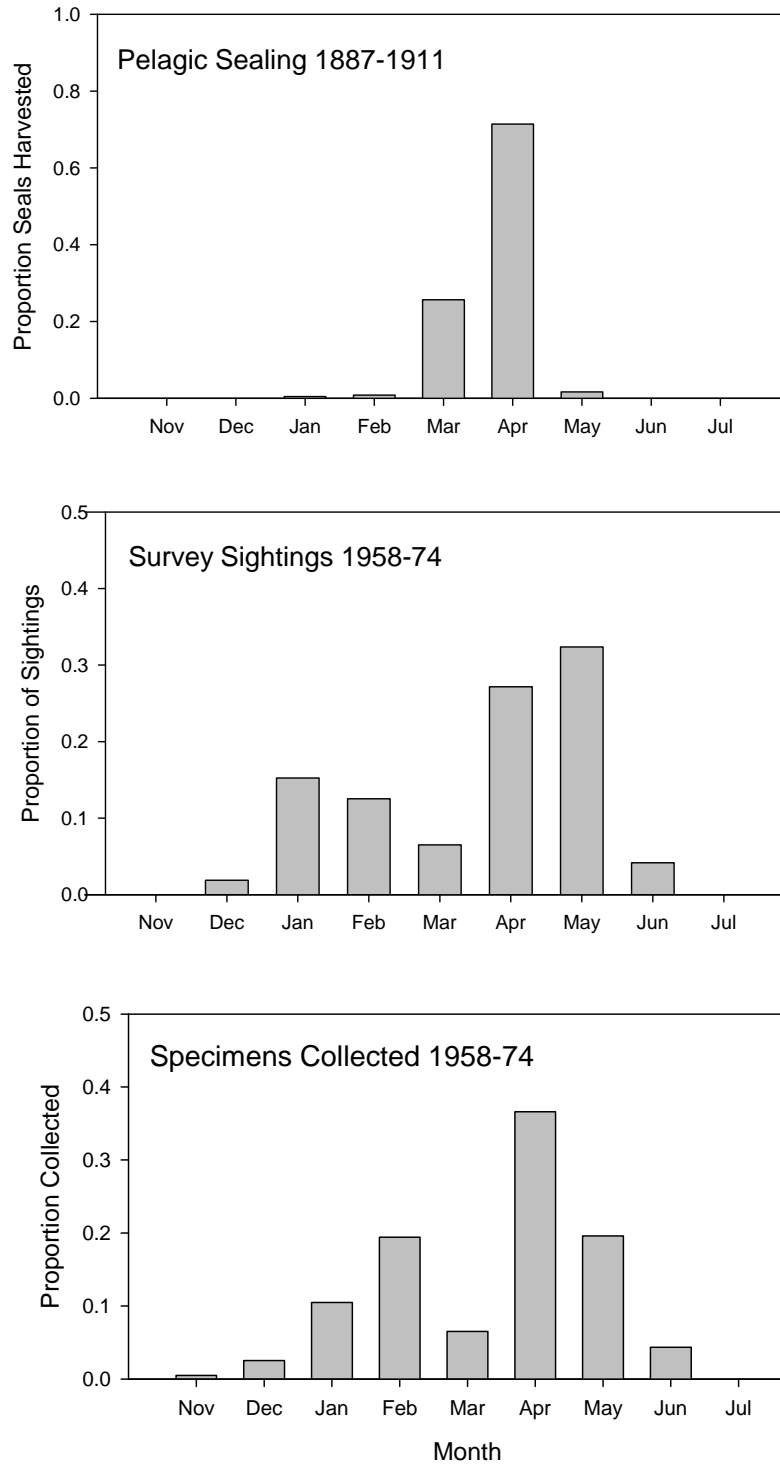 Pelagic Sealing 1887-1911
Proportion Seals Harvested
1.0
0.8
0.6
0.4
0.2
0.0
Nov Dec Jan Feb Mar Apr May Jun Jul
Survey Sightings 1958-74
Proportion of Sightings
0.5
0.4
0.3
0.2
0.1
0.0
Nov Dec Jan Feb Mar Apr May Jun Jul
Specimens Collected 1958-74
Proportion Collected
0.5
0.4
0.3
0.2
0.1
0.0
Nov Dec Jan Feb Mar Apr May Jun Jul
Month